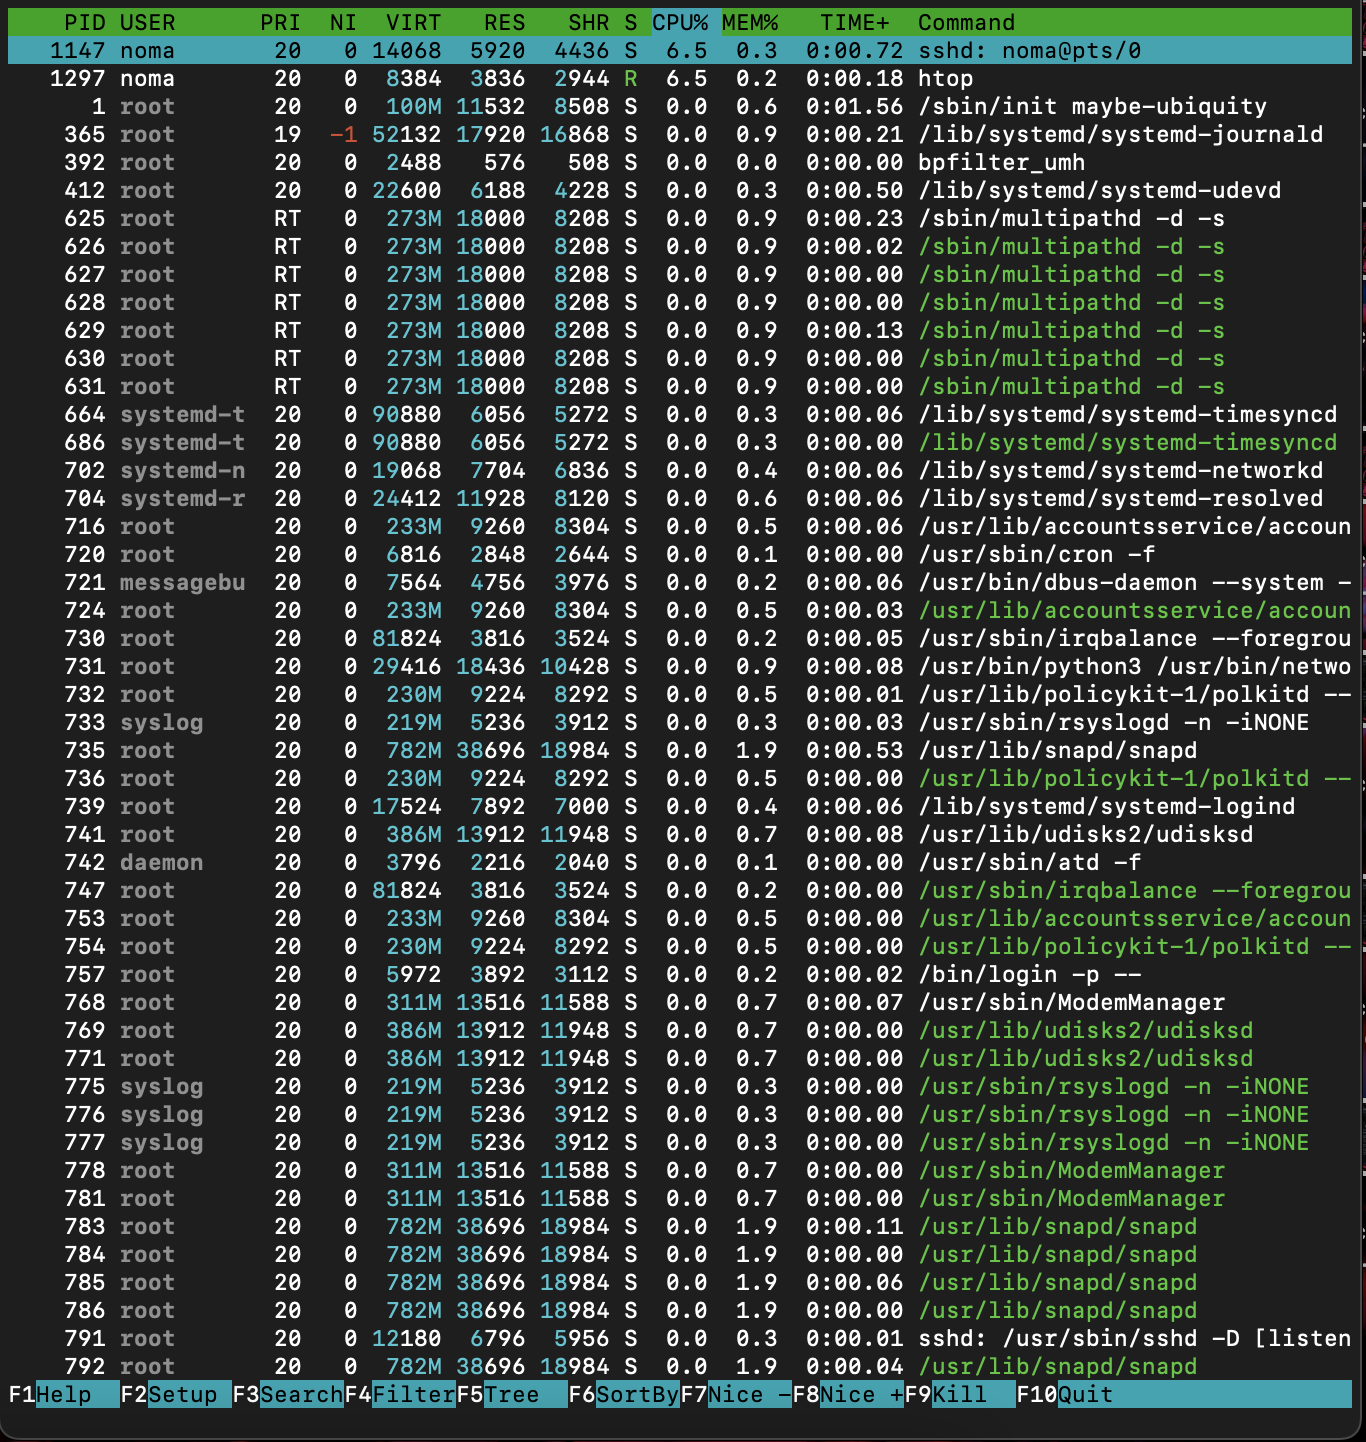 PID USER PRI NI VIRT RES SHR S CPU% MEM% TIME+ Command
1147 noma 20 0 14068 5920 4436 S 6.5 0.3 0:00.72 sshd: noma@pts/0
1297 noma 20 0 8384 3836 2944 R 6.5 0.2 0:00.18 htop
1 root 20 0 100M 11532 8508 S 0.0 0.6 0:01.56 /sbin/init maybe-ubiquity
365 root 19 -1 52132 17920 16868 S 0.0 0.9 0:00.21 /lib/systemd/systemd-journald
392 root 20 0 2488 576 508 S 0.0 0.0 0:00.00 bpfilter_umh
412 root 20 0 22600 6188 4228 S 0.0 0.3 0:00.50 /lib/systemd/systemd-udevd
625 root RT 0 273M 18000 8208 S 0.0 0.9 0:00.23 /sbin/multipathd -d -s
626 root RT 0 273M 18000 8208 S 0.0 0.9 0:00.02 /sbin/multipathd -d -s
627 root RT 0 273M 18000 8208 S 0.0 0.9 0:00.00 /sbin/multipathd -d -s
628 root RT 0 273M 18000 8208 S 0.0 0.9 0:00.00 /sbin/multipathd -d -s
629 root RT 0 273M 18000 8208 S 0.0 0.9 0:00.13 /sbin/multipathd -d -s
630 root RT 0 273M 18000 8208 S 0.0 0.9 0:00.00 /sbin/multipathd -d -s
631 root RT 0 273M 18000 8208 S 0.0 0.9 0:00.00 /sbin/multipathd -d -s
664 systemd-t 20 0 90880 6056 5272 S 0.0 0.3 0:00.06 /lib/systemd/systemd-timesyncd
686 systemd-t 20 0 90880 6056 5272 S 0.0 0.3 0:00.00 /lib/systemd/systemd-timesyncd
702 systemd-n 20 0 19068 7704 6836 S 0.0 0.4 0:00.06 /lib/systemd/systemd-networkd
704 systemd-r 20 0 24412 11928 8120 S 0.0 0.6 0:00.06 /lib/systemd/systemd-resolved
716 root 20 0 233M 9260 8304 S 0.0 0.5 0:00.06 /usr/lib/accountsservice/accoun
720 root 20 0 6816 2848 2644 S 0.0 0.1 0:00.00 /usr/sbin/cron -f
721 messagebu 20 0 7564 4756 3976 S 0.0 0.2 0:00.06 /usr/bin/dbus-daemon --system -
724 root 20 0 233M 9260 8304 S 0.0 0.5 0:00.03 /usr/lib/accountsservice/accoun
730 root 20 0 81824 3816 3524 S 0.0 0.2 0:00.05 /usr/sbin/irqbalance --foregrou
731 root 20 0 29416 18436 10428 S 0.0 0.9 0:00.08 /usr/bin/python3 /usr/bin/netwo
732 root 20 0 230M 9224 8292 S 0.0 0.5 0:00.01 /usr/lib/policykit-1/polkitd --
733 syslog 20 0 219M 5236 3912 S 0.0 0.3 0:00.03 /usr/sbin/rsyslogd -n -iNONE
735 root 20 0 782M 38696 18984 S 0.0 1.9 0:00.53 /usr/lib/snapd/snapd
736 root 20 0 230M 9224 8292 S 0.0 0.5 0:00.00 /usr/lib/policykit-1/polkitd --
739 root 20 0 17524 7892 7000 S 0.0 0.4 0:00.06 /lib/systemd/systemd-logind
741 root 20 0 386M 13912 11948 S 0.0 0.7 0:00.08 /usr/lib/udisks2/udisksd
742 daemon 20 0 3796 2216 2040 S 0.0 0.1 0:00.00 /usr/sbin/atd -f
747 root 20 0 81824 3816 3524 S 0.0 0.2 0:00.00 /usr/sbin/irqbalance --foregrou
753 root 20 0 233M 9260 8304 S 0.0 0.5 0:00.00 /usr/lib/accountsservice/accoun
754 root 20 0 230M 9224 8292 S 0.0 0.5 0:00.00 /usr/lib/policykit-1/polkitd --
757 root 20 0 5972 3892 3112 S 0.0 0.2 0:00.02 /bin/login -p --
768 root 20 0 311M 13516 11588 S 0.0 0.7 0:00.07 /usr/sbin/ModemManager
769 root 20 0 386M 13912 11948 S 0.0 0.7 0:00.00 /usr/lib/udisks2/udisksd
771 root 20 0 386M 13912 11948 S 0.0 0.7 0:00.00 /usr/lib/udisks2/udisksd
775 syslog 20 0 219M 5236 3912 S 0.0 0.3 0:00.00 /usr/sbin/rsyslogd -n -iNONE
776 syslog 20 0 219M 5236 3912 S 0.0 0.3 0:00.00 /usr/sbin/rsyslogd -n -iNONE
777 syslog 20 0 219M 5236 3912 S 0.0 0.3 0:00.00 /usr/sbin/rsyslogd -n -iNONE
778 root 20 0 311M 13516 11588 S 0.0 0.7 0:00.00 /usr/sbin/ModemManager
781 root 20 0 311M 13516 11588 S 0.0 0.7 0:00.00 /usr/sbin/ModemManager
783 root 20 0 782M 38696 18984 S 0.0 1.9 0:00.11 /usr/lib/snapd/snapd
784 root 20 0 782M 38696 18984 S 0.0 1.9 0:00.00 /usr/lib/snapd/snapd
785 root 20 0 782M 38696 18984 S 0.0 1.9 0:00.06 /usr/lib/snapd/snapd
786 root 20 0 782M 38696 18984 S 0.0 1.9 0:00.00 /usr/lib/snapd/snapd
791 root 20 0 12180 6796 5956 S 0.0 0.3 0:00.01 sshd: /usr/sbin/sshd -D [listen
792 root 20 0 782M 38696 18984 S 0.0 1.9 0:00.04 /usr/lib/snapd/snapd
F1Help F2Setup F3SearchF4FilterF5Tree F6SortByF7Nice -F8Nice +F9Kill F10Quit